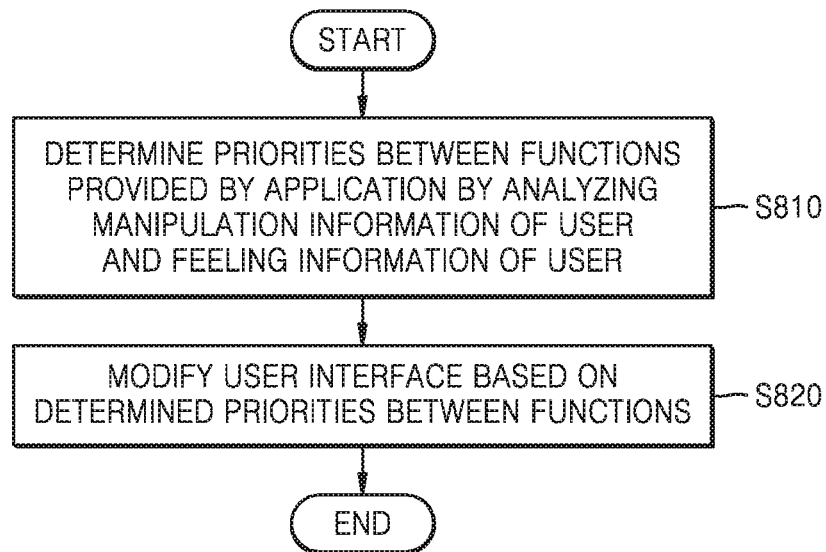 START
DETERMINE PRIORITIES BETWEEN FUNCTIONS
PROVIDED BY APPLICATION BY ANALYZING
MANIPULATION INFORMATION OF USER
AND FEELING INFORMATION OF USER
S810
MODIFY USER INTERFACE BASED ON
DETERMINED PRIORITIES BETWEEN FUNCTIONS
S820
END